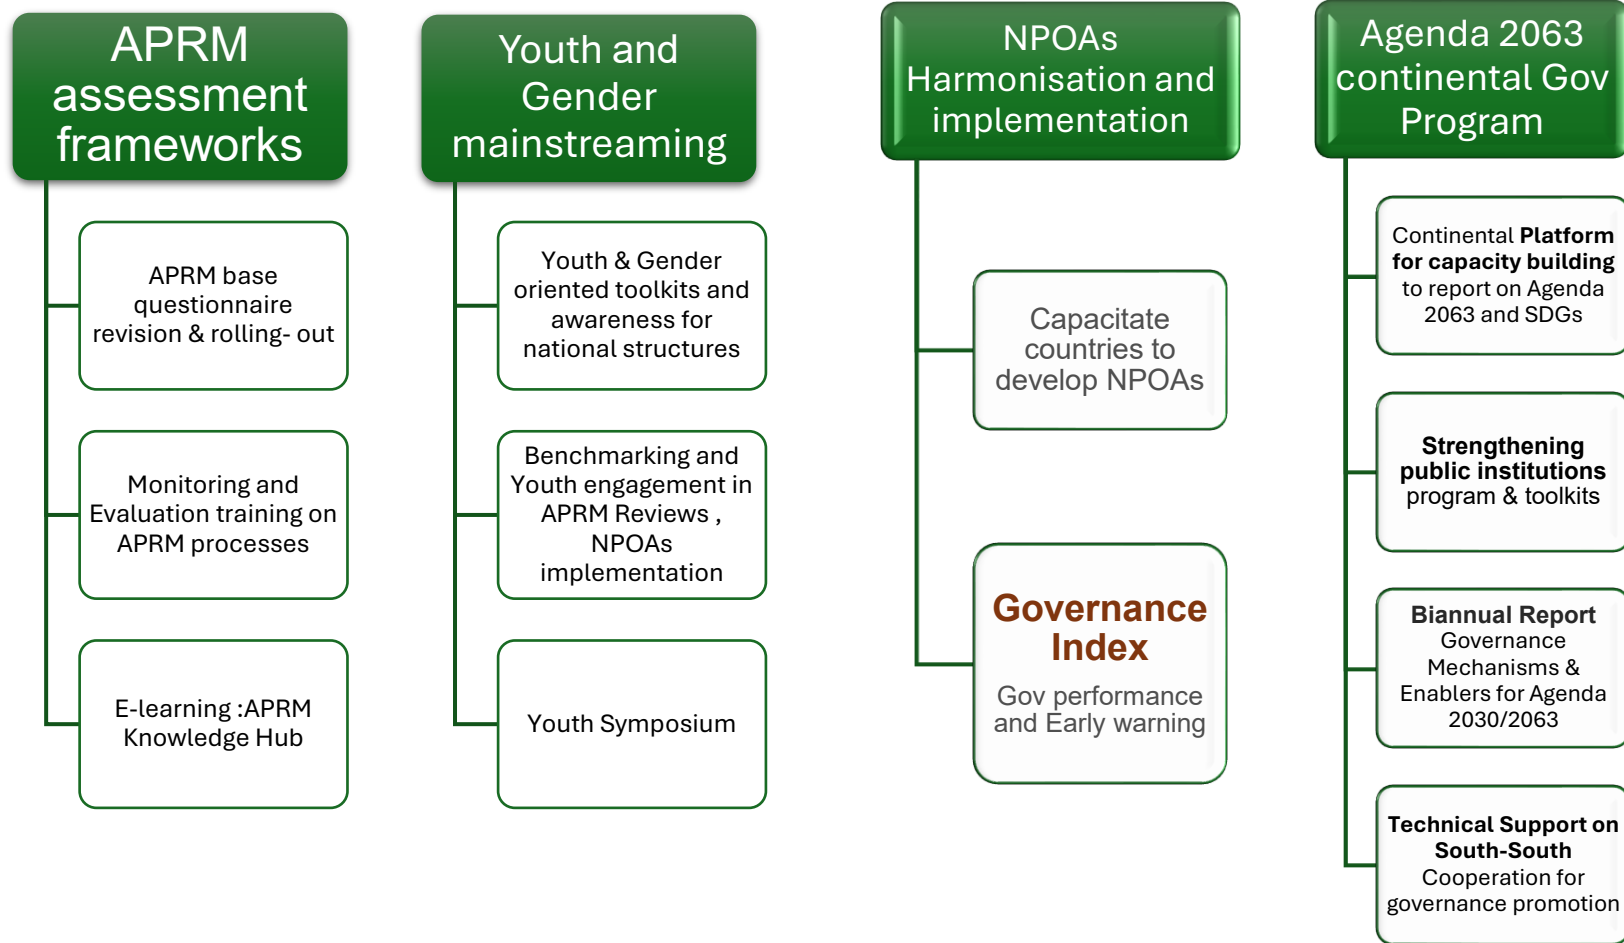 APRM
assessment
frameworks
APRM base
questionnaire
revision & rolling- out
Monitoring and
Evaluation training on
APRM processes
E-learning :APRM
Knowledge Hub
Youth and
Gender
mainstreaming
Youth & Gender
oriented toolkits and
awareness for
national structures
Benchmarking and
Youth engagement in
APRM Reviews ,
NPOAs
implementation
Youth Symposium
NPOAs
Harmonisation and
implementation
Capacitate
countries to
develop NPOAs
Governance
Index
Gov performance
and Early warning
Agenda 2063
continental Gov
Program
Continental Platform
for capacity building
to report on Agenda
2063 and SDGs
Strengthening
public institutions
program & toolkits
Biannual Report
Governance
Mechanisms &
Enablers for Agenda
2030/2063
Technical Support on
South-South
Cooperation for
governance promotion